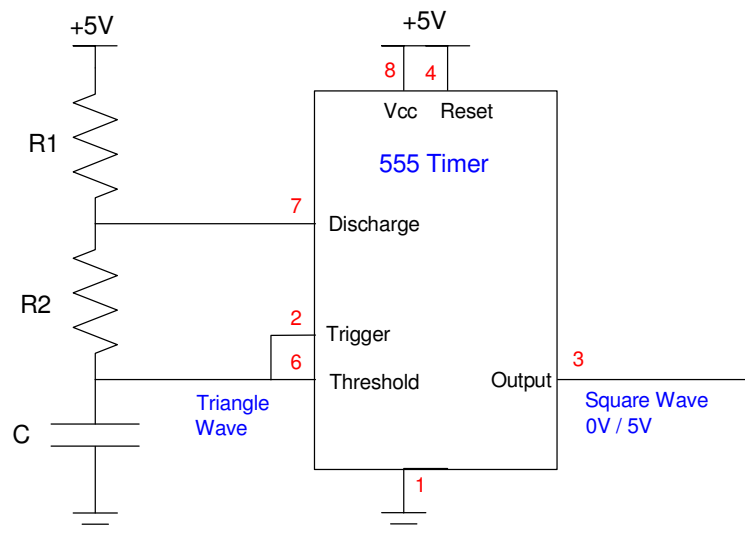 +5V
+5V
8
4
Vcc
Reset
R1
555 Timer
7
Discharge
R2
2
Trigger
6
Threshold
Output
3
Triangle
Wave
Square Wave
0V / 5V
C
1